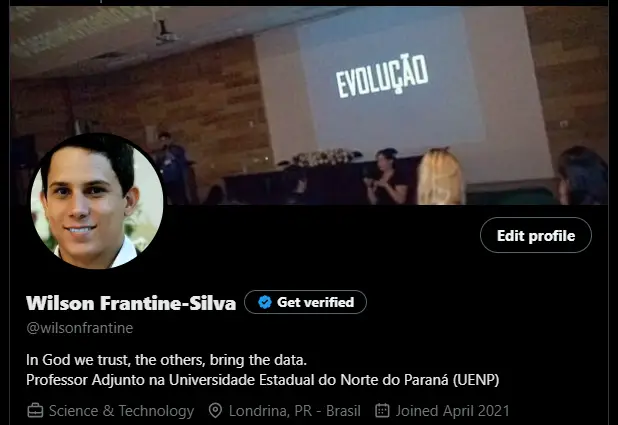 EVOLUÇÃO
Edit profile
Wilson Frantine-Silva Get verified
@wilsonfrantine
In God we trust, the others, bring the data.
Professor Adjunto na Universidade Estadual do Norte do Paraná (UENP)
Science & Technology Londrina, PR - Brasil Joined April 2021